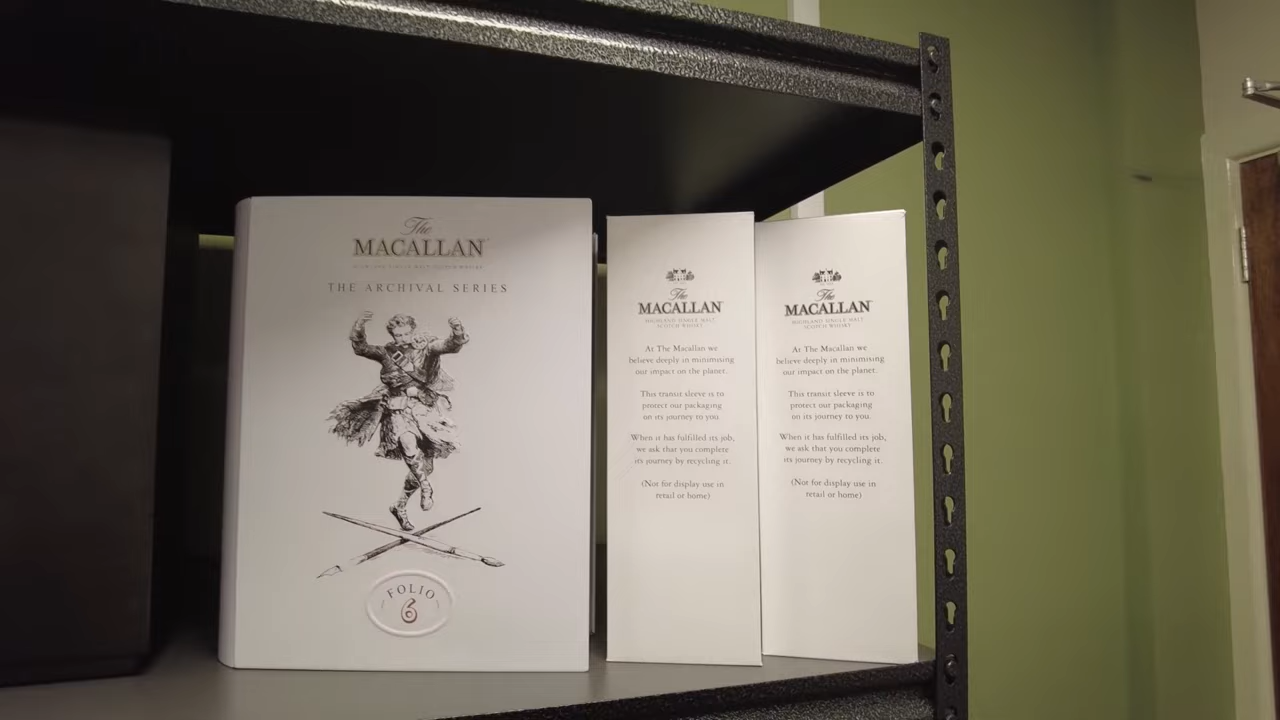 The
MACALLAN
HIGHLAND SINGLE MALT SCOTCH WHISKY
THE ARCHIVAL SERIES
FOLIO
6
The
MACALLAN
HIGHLAND SINGLE MALT
SCOTCH WHISKY
At The Macallan we
believe deeply in minimising
our impact on the planet.
This transit sleeve is to
protect our packaging
on its journey to you.
When it has fulfilled its job,
we ask that you complete
its journey by recycling it.
(Not for display use in
retail or home)
The
MACALLAN
HIGHLAND SINGLE MALT
SCOTCH WHISKY
At The Macallan we
believe deeply in minimising
our impact on the planet.
This transit sleeve is to
protect our packaging
on its journey to you.
When it has fulfilled its job,
we ask that you complete
its journey by recycling it.
(Not for display use in
retail or home)